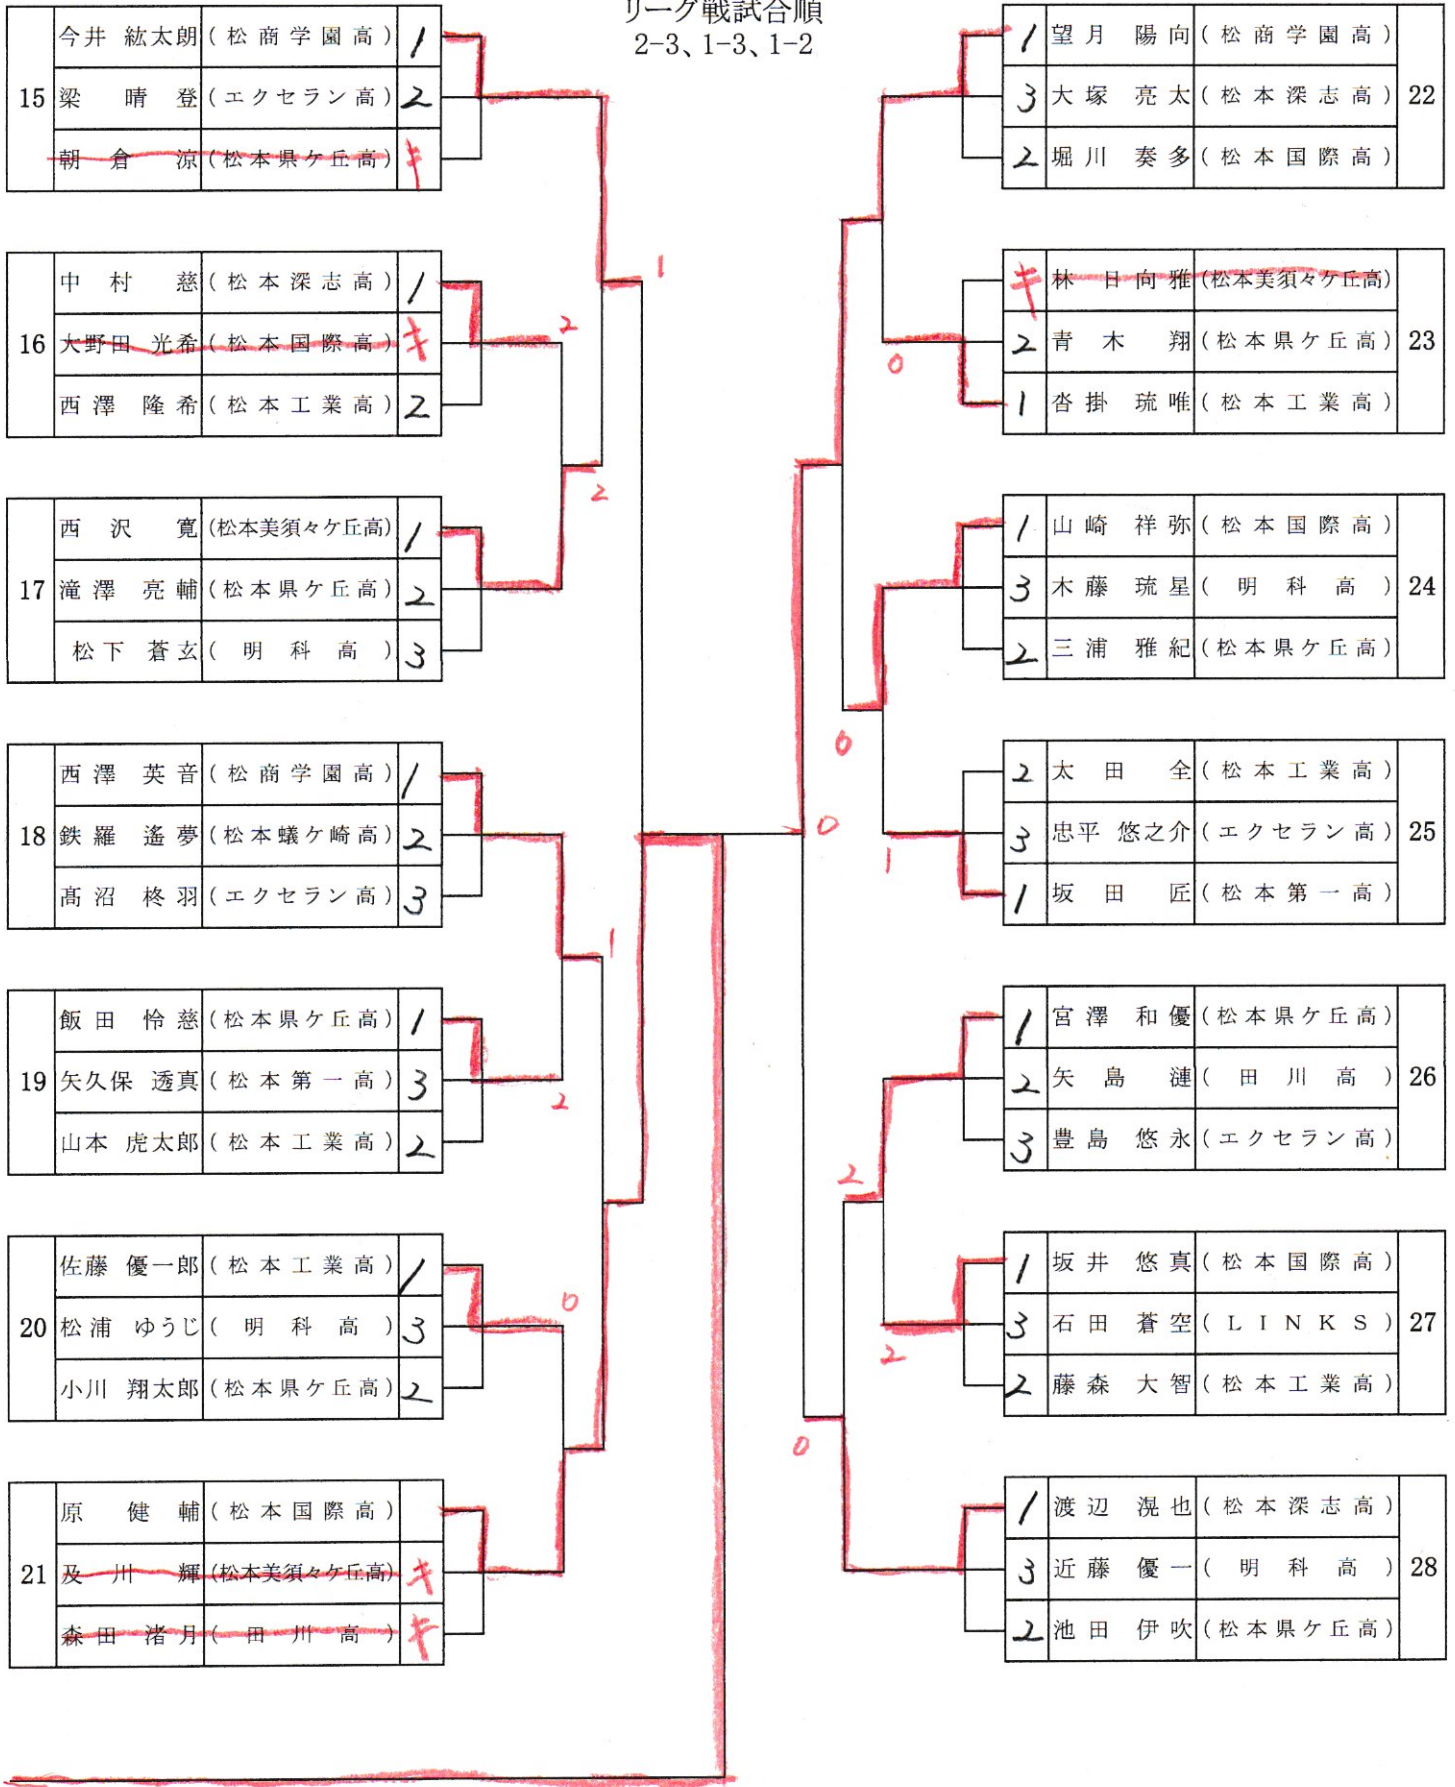 リーグ戦試合順
2-3、1-3、1-2
15
今井 紘太朗 (松商学園高) 1
梁 晴登 (エクセラン高) 2
朝倉 涼 (松本県ケ丘高) キ
16
中村 慈 (松本深志高) 1
大野田 光希 (松本国際高) キ
西澤 隆希 (松本工業高) 2
17
西沢 寛 (松本美須々ケ丘高) 1
滝澤 亮輔 (松本県ケ丘高) 2
松下 蒼玄 (明科高) 3
18
西澤 英音 (松商学園高) 1
鉄羅 遙夢 (松本蟻ケ崎高) 2
髙沼 柊羽 (エクセラン高) 3
19
飯田 怜慈 (松本県ケ丘高) 1
矢久保 透真 (松本第一高) 3
山本 虎太郎 (松本工業高) 2
20
佐藤 優一郎 (松本工業高) 1
松浦 ゆうじ (明科高) 3
小川 翔太郎 (松本県ケ丘高) 2
21
原 健輔 (松本国際高)
及川 輝 (松本美須々ケ丘高) キ
森田 渚月 (田川高) キ
2
1
2
1
2
0
1 望月 陽向 (松商学園高)
3 大塚 亮太 (松本深志高)
2 堀川 奏多 (松本国際高)
22
キ 林 日向雅 (松本美須々ケ丘高)
2 青木 翔 (松本県ケ丘高)
1 沓掛 琉唯 (松本工業高)
23
1 山崎 祥弥 (松本国際高)
3 木藤 琉星 (明科高)
2 三浦 雅紀 (松本県ケ丘高)
24
2 太田 全 (松本工業高)
3 忠平 悠之介 (エクセラン高)
1 坂田 匠 (松本第一高)
25
1 宮澤 和優 (松本県ケ丘高)
2 矢島 漣 (田川高)
3 豊島 悠永 (エクセラン高)
26
1 坂井 悠真 (松本国際高)
3 石田 蒼空 (LINKS)
2 藤森 大智 (松本工業高)
27
1 渡辺 滉也 (松本深志高)
3 近藤 優一 (明科高)
2 池田 伊吹 (松本県ケ丘高)
28
0
0
0
1
2
2
0